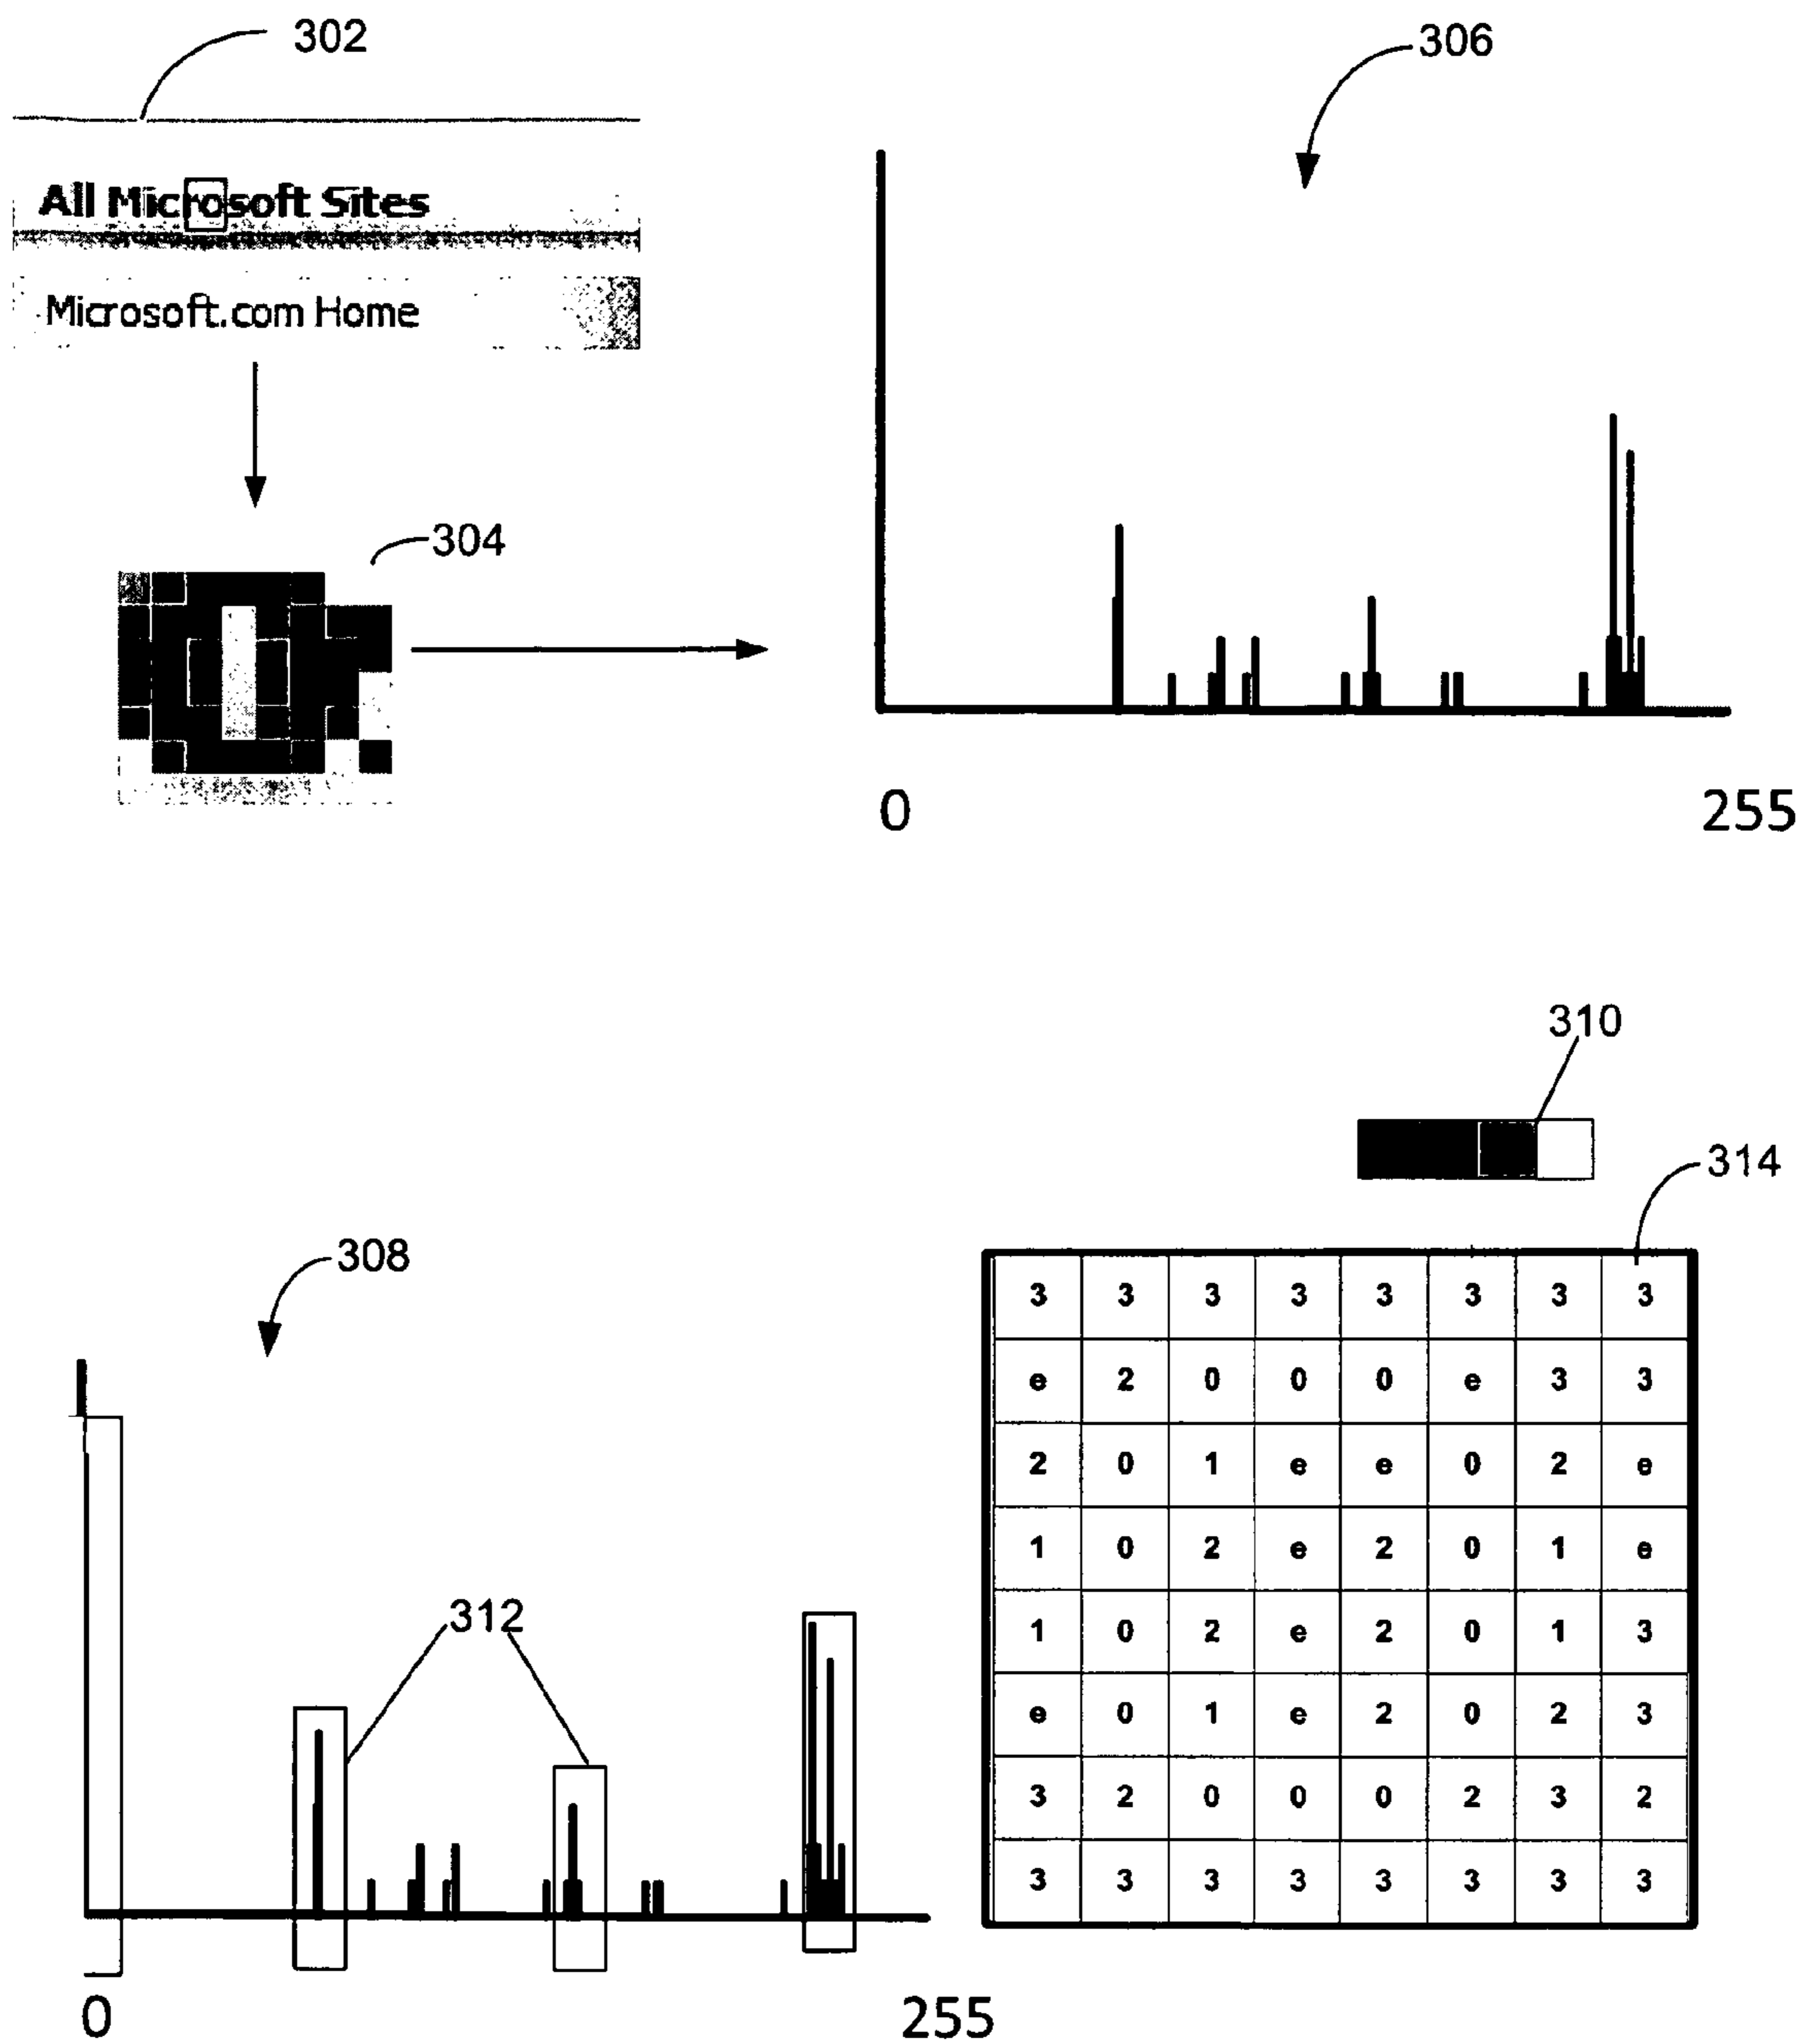 302
306
All Microsoft Sites
Microsoft.com Home
304
0 255
310
314
308
312
3 3 3 3 3 3 3 3
e 2 0 0 0 e 3 3
2 0 1 e e 0 2 e
1 0 2 e 2 0 1 e
1 0 2 e 2 0 1 3
e 0 1 e 2 0 2 3
3 2 0 0 0 2 3 2
3 3 3 3 3 3 3 3
0 255